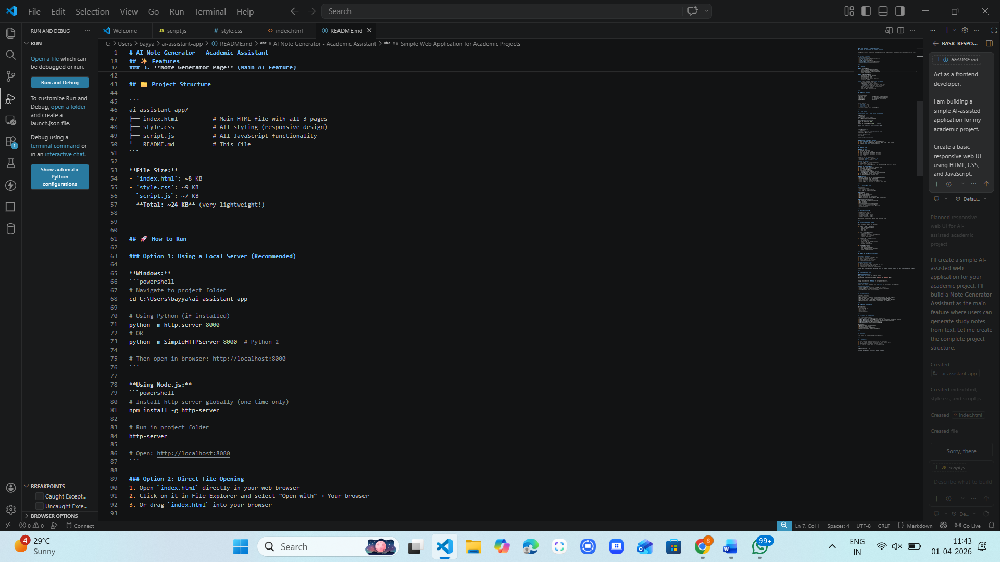 File Edit Selection View Go Run Terminal Help
Search
RUN AND DEBUG
RUN
Open a file which can
be debugged or run.
Run and Debug
To customize Run and
Debug, open a folder
and create a
launch.json file.
Debug using a
terminal command or
in an interactive chat.
Show automatic
Python
configurations
1
BREAKPOINTS
Caught Except...
Uncaught Exce...
BROWSER OPTIONS
Welcome
JS script.js
# style.css
<> index.html
README.md
C: > Users > bayya > ai-assistant-app > README.md > # AI Note Generator - Academic Assistant > ## Simple Web Application for Academic Projects
1 # AI Note Generator - Academic Assistant
18 ## ✨ Features
32 ### 3. **Note Generator Page** (Main AI Feature)
42
43 ## 📁 Project Structure
44
45 ```
46 ai-assistant-app/
47 ├── index.html # Main HTML file with all 3 pages
48 ├── style.css # All styling (responsive design)
49 ├── script.js # All JavaScript functionality
50 └── README.md # This file
51 ```
52
53 **File Size:**
54 - `index.html`: ~8 KB
55 - `style.css`: ~9 KB
56 - `script.js`: ~7 KB
57 - **Total: ~24 KB** (very lightweight!)
58
59 ---
60
61 ## 🚀 How to Run
62
63 ### Option 1: Using a Local Server (Recommended)
64
65 **Windows:**
66 ```powershell
67 # Navigate to project folder
68 cd C:\Users\bayya\ai-assistant-app
69
70 # Using Python (if installed)
71 python -m http.server 8000
72 # OR
73 python -m SimpleHTTPServer 8000 # Python 2
74
75 # Then open in browser: http://localhost:8000
76 ```
77
78 **Using Node.js:**
79 ```powershell
80 # Install http-server globally (one time only)
81 npm install -g http-server
82
83 # Run in project folder
84 http-server
85
86 # Open: http://localhost:8080
87 ```
88
89 ### Option 2: Direct File Opening
90 1. Open `index.html` directly in your web browser
91 2. Click on it in File Explorer and select "Open with" → Your browser
92 3. Or drag `index.html` into your browser
93
BASIC RESPO...
README.md
Act as a frontend
developer.
I am building a
simple AI-assisted
application for my
academic project.
Create a basic
responsive web UI
using HTML, CSS,
and JavaScript.
Defau...
Planned responsive
web UI for AI-
assisted academic
project
I'll create a simple AI-
assisted web
application for your
academic project. I'll
build a Note Generator
Assistant as the main
feature where users can
generate study notes
from text. Let me create
the complete project
structure.
Created
ai-assistant-app
Created index.html,
style.css, and script.js
Created <> index.html
Created file
Sorry, there
JS script.js
Describe what to build
De...
0 0
Connect
Ln 7, Col 1 Spaces: 4 UTF-8 CRLF { } Markdown Go Live
4
29°C
Sunny
Search
S
W
99+
ENG
IN
11:43
01-04-2026